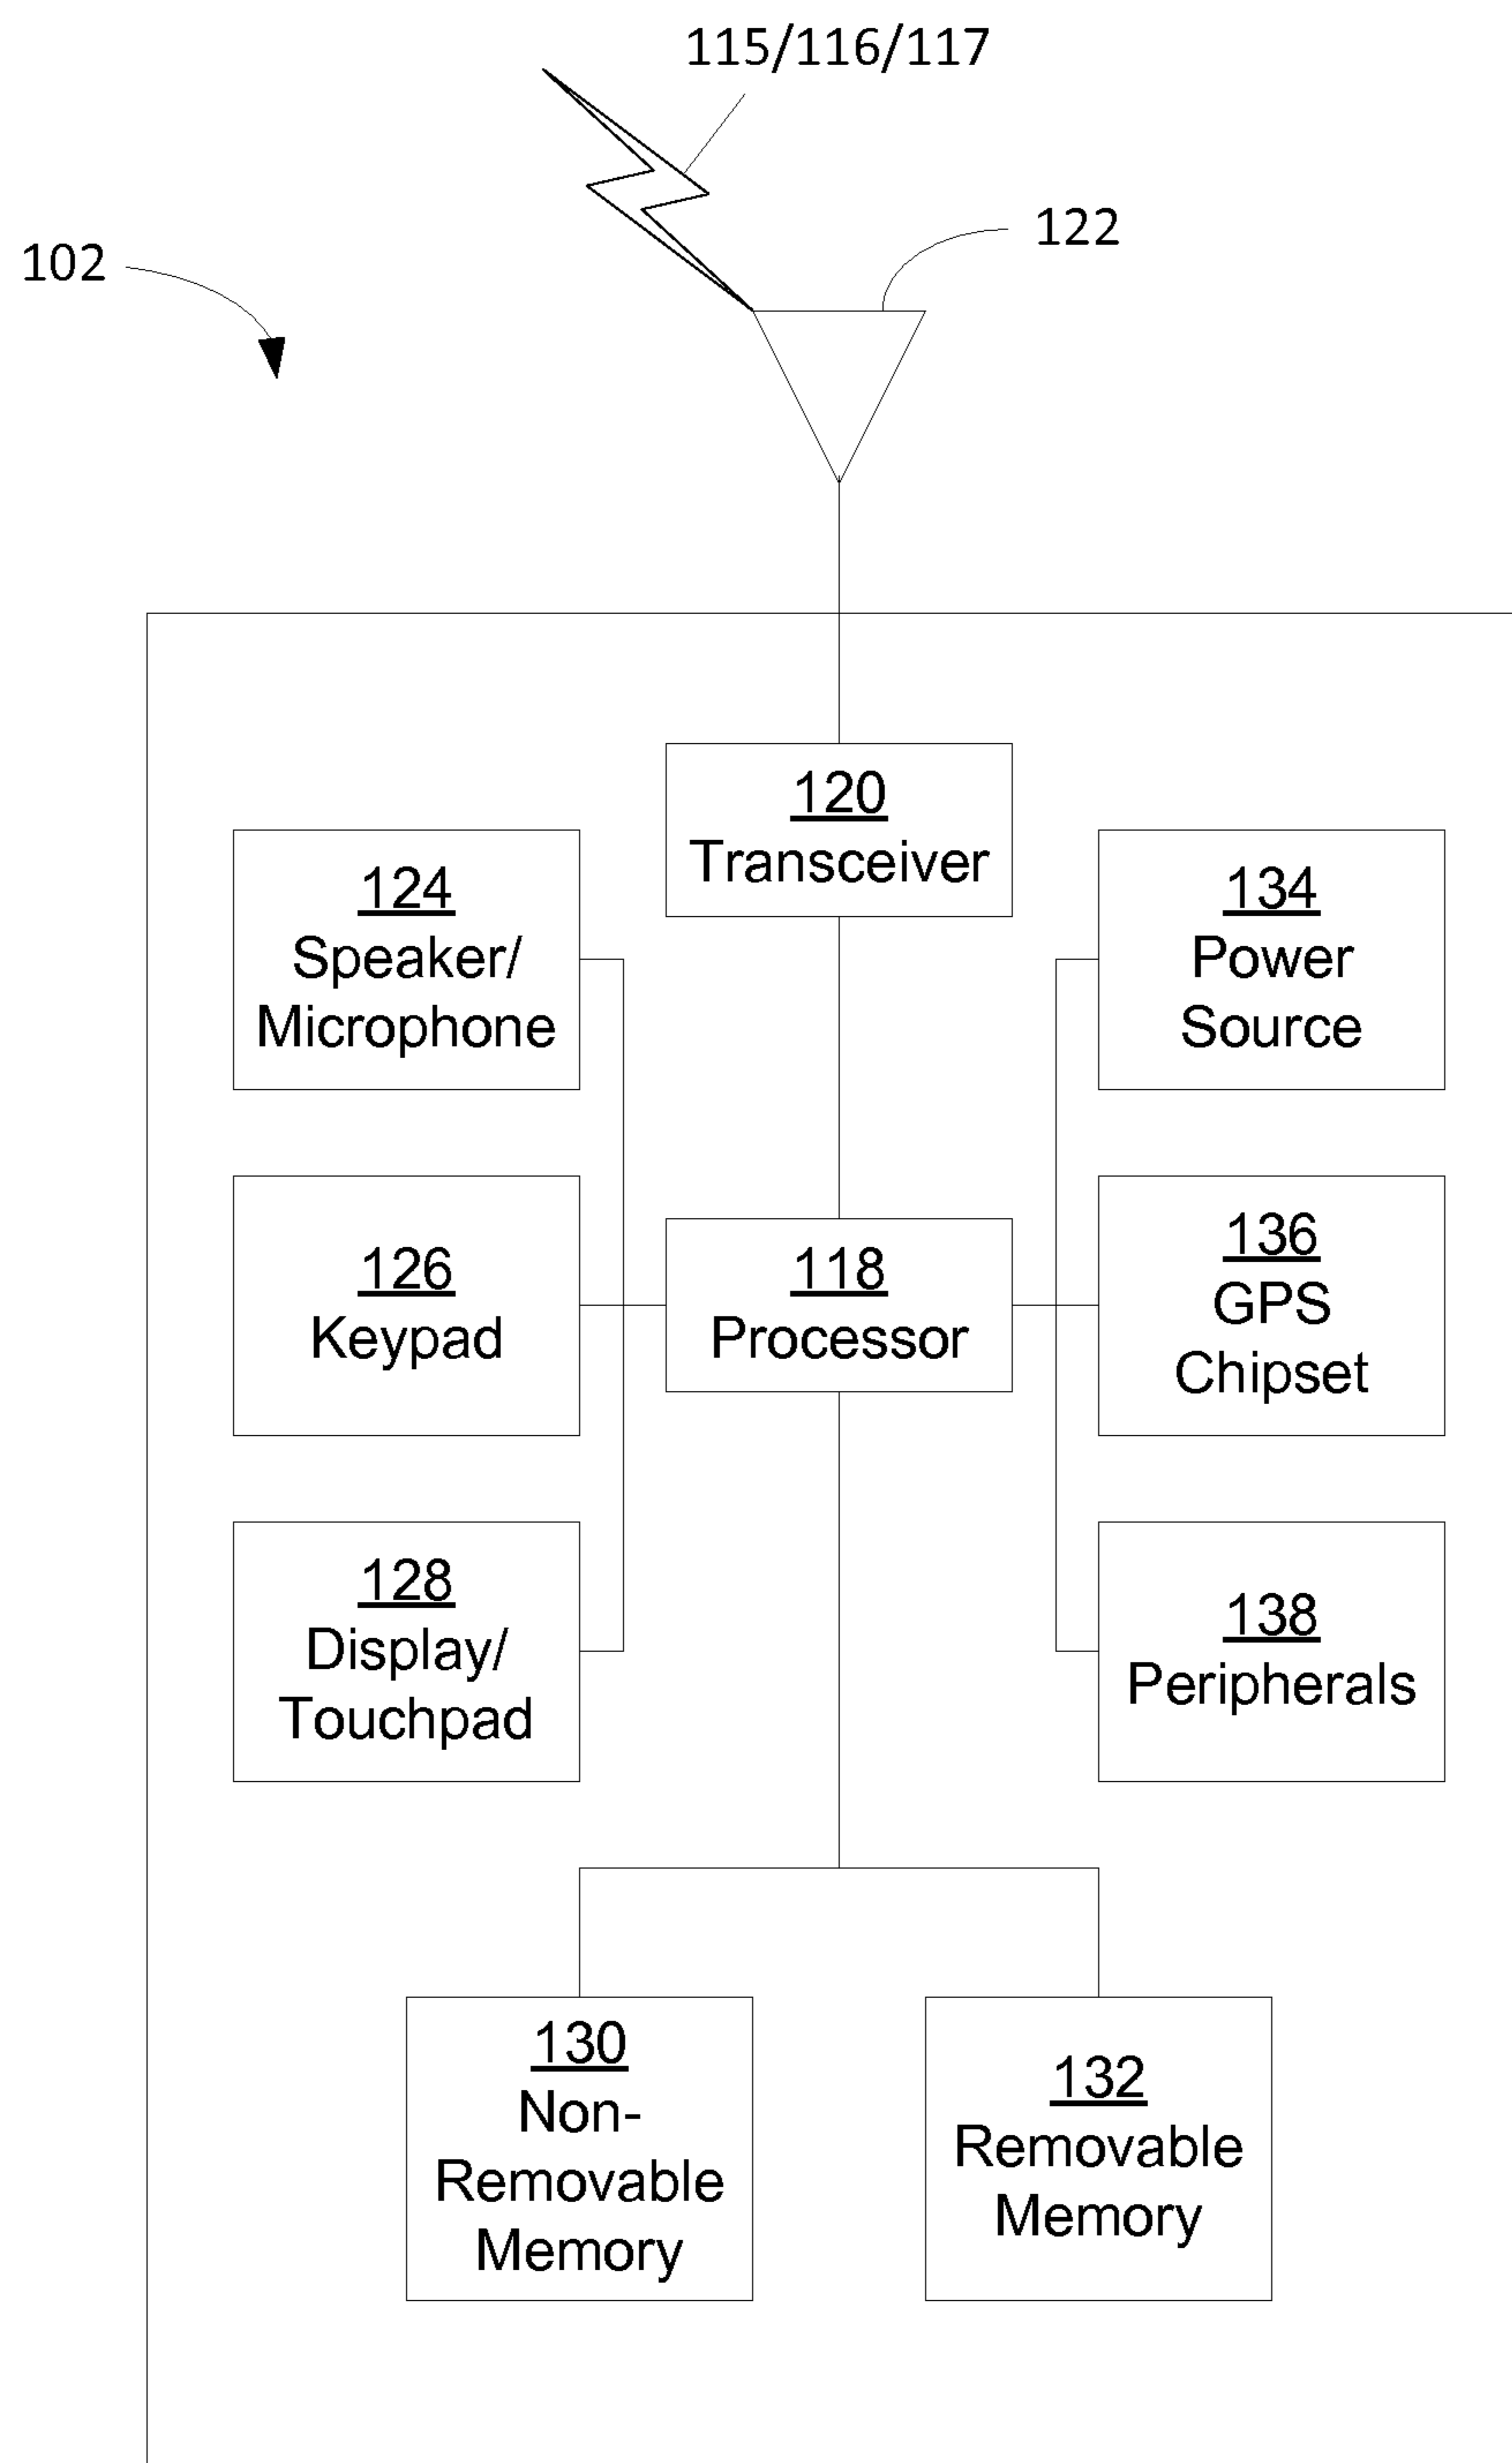 115/116/117
122
102
120
Transceiver
124
Speaker/
Microphone
134
Power
Source
126
Keypad
118
Processor
136
GPS
Chipset
128
Display/
Touchpad
138
Peripherals
130
Non-
Removable
Memory
132
Removable
Memory